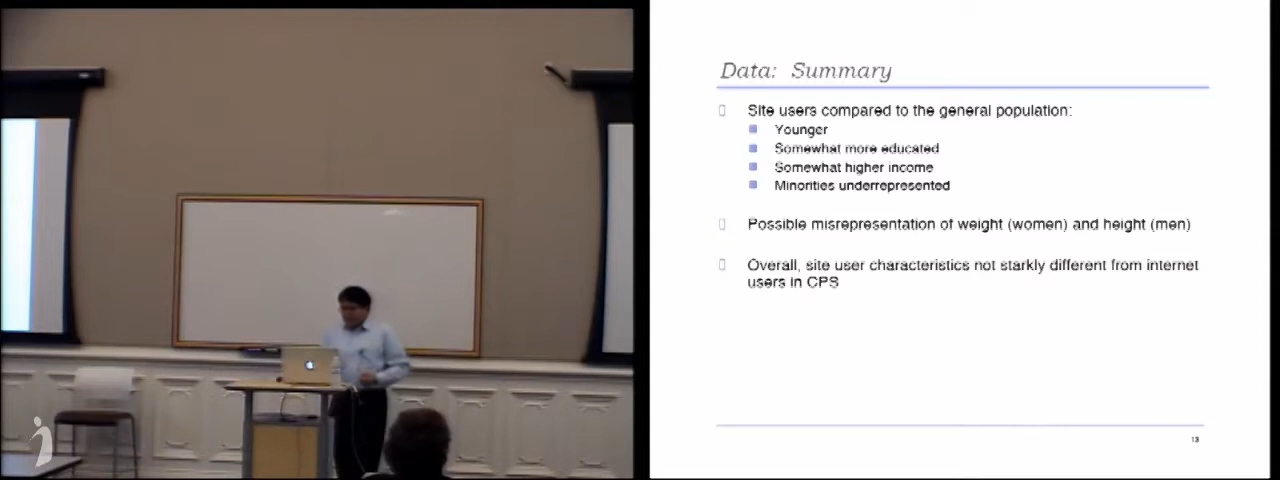 Data: Summary
Site users compared to the general population:
Younger
Somewhat more educated
Somewhat higher income
Minorities underrepresented
Possible misrepresentation of weight (women) and height (men)
Overall, site user characteristics not starkly different from internet
users in CPS
13